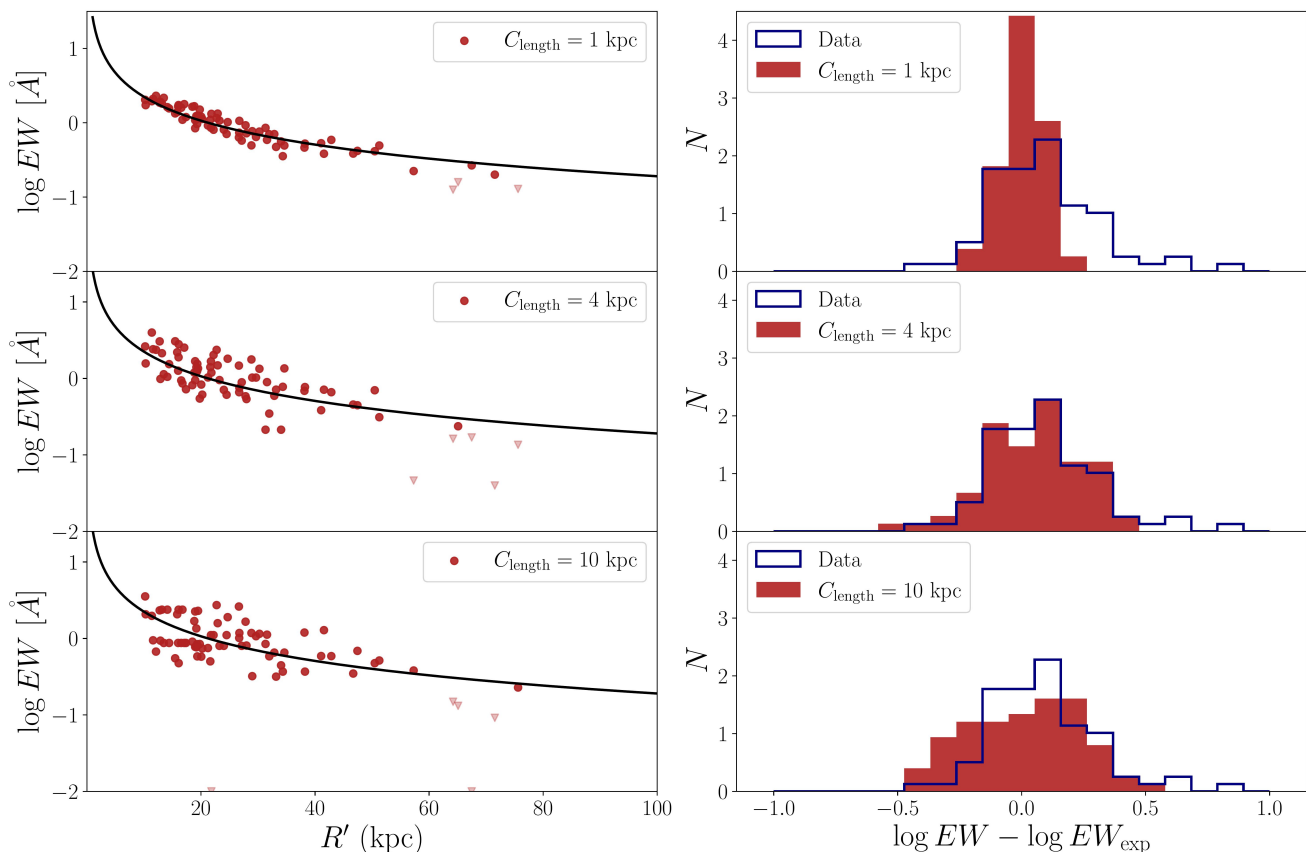 log EW [Å]
1
0
−1
−2
C_length = 1 kpc
N
4
3
2
1
0
Data
C_length = 1 kpc
log EW [Å]
1
0
−1
−2
C_length = 4 kpc
N
4
3
2
1
0
Data
C_length = 4 kpc
log EW [Å]
1
0
−1
−2
C_length = 10 kpc
20 40 60 80 100
R′ (kpc)
N
4
3
2
1
0
Data
C_length = 10 kpc
−1.0 −0.5 0.0 0.5 1.0
log EW − log EW_exp